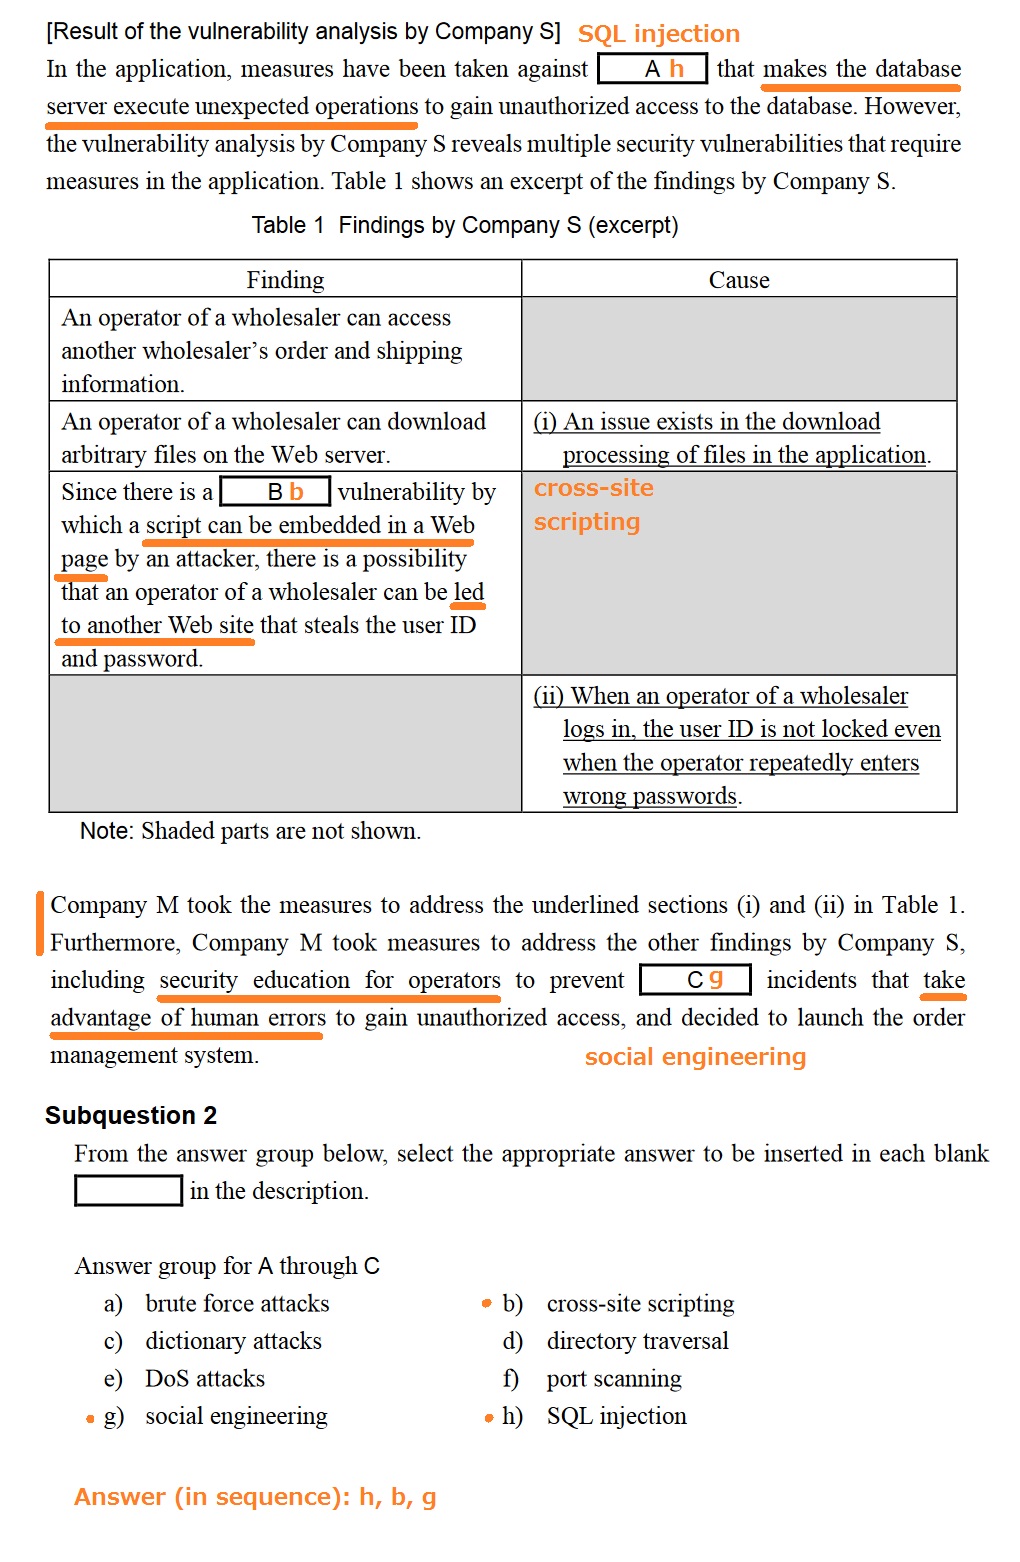 [Result of the vulnerability analysis by Company S] SQL injection
In the application, measures have been taken against A h that makes the database
server execute unexpected operations to gain unauthorized access to the database. However,
the vulnerability analysis by Company S reveals multiple security vulnerabilities that require
measures in the application. Table 1 shows an excerpt of the findings by Company S.
Table 1 Findings by Company S (excerpt)
Finding
Cause
An operator of a wholesaler can access
another wholesaler's order and shipping
information.
An operator of a wholesaler can download
arbitrary files on the Web server.
(i) An issue exists in the download
processing of files in the application.
Since there is a B b vulnerability by
which a script can be embedded in a Web
page by an attacker, there is a possibility
that an operator of a wholesaler can be led
to another Web site that steals the user ID
and password.
cross-site
scripting
(ii) When an operator of a wholesaler
logs in, the user ID is not locked even
when the operator repeatedly enters
wrong passwords.
Note: Shaded parts are not shown.
Company M took the measures to address the underlined sections (i) and (ii) in Table 1.
Furthermore, Company M took measures to address the other findings by Company S,
including security education for operators to prevent C g incidents that take
advantage of human errors to gain unauthorized access, and decided to launch the order
management system.
social engineering
Subquestion 2
From the answer group below, select the appropriate answer to be inserted in each blank
in the description.
Answer group for A through C
a) brute force attacks
b) cross-site scripting
c) dictionary attacks
d) directory traversal
e) DoS attacks
f) port scanning
g) social engineering
h) SQL injection
Answer (in sequence): h, b, g